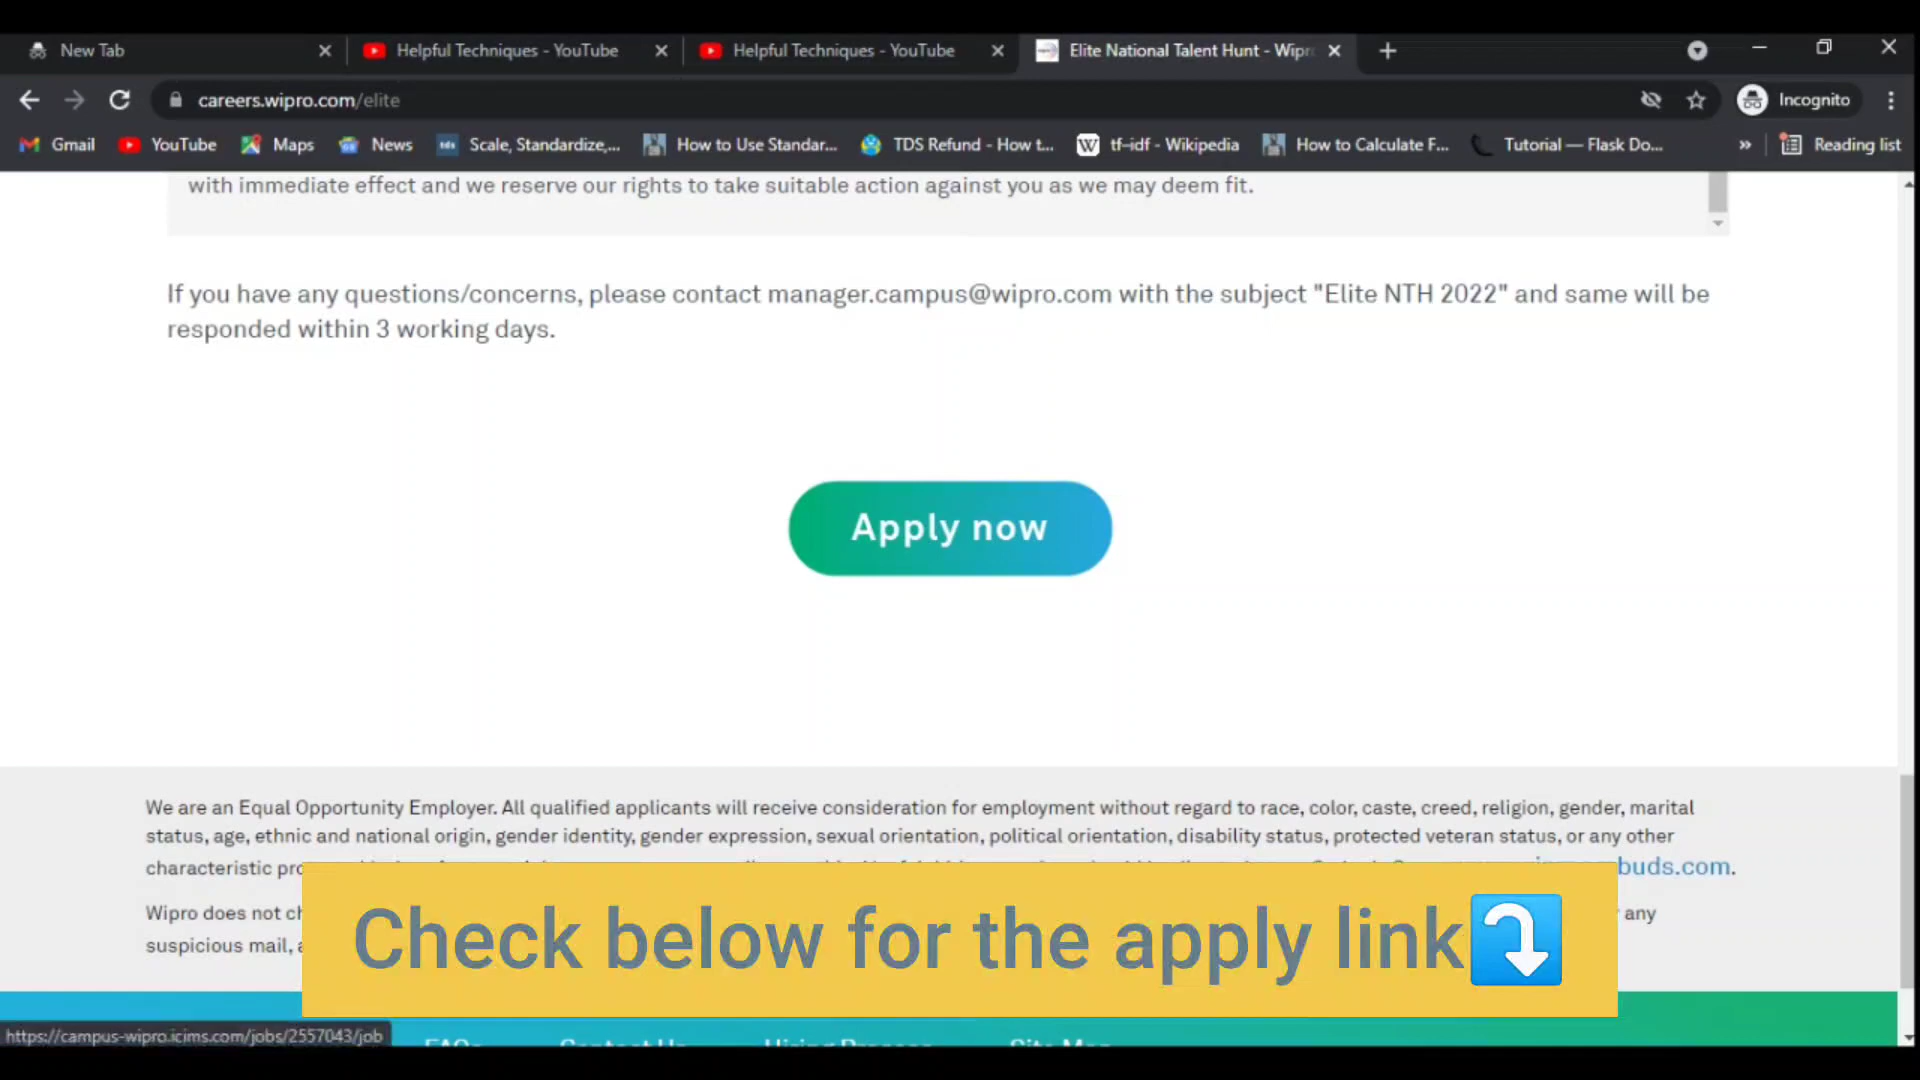 New Tab
Helpful Techniques - YouTube
Helpful Techniques - YouTube
Elite National Talent Hunt - Wipr
careers.wipro.com/elite
Incognito
Gmail
YouTube
Maps
News
Scale, Standardize,...
How to Use Standar...
TDS Refund - How t...
tf–idf - Wikipedia
How to Calculate F...
Tutorial — Flask Do...
»
Reading list
with immediate effect and we reserve our rights to take suitable action against you as we may deem fit.
If you have any questions/concerns, please contact manager.campus@wipro.com with the subject "Elite NTH 2022" and same will be
responded within 3 working days.
Apply now
We are an Equal Opportunity Employer. All qualified applicants will receive consideration for employment without regard to race, color, caste, creed, religion, gender, marital
status, age, ethnic and national origin, gender identity, gender expression, sexual orientation, political orientation, disability status, protected veteran status, or any other
characteristic buds.com.
Wipro does not any
suspicious mail,
Check below for the apply link
https://campus-wipro.icims.com/jobs/2557043/job
FAQs Contact Us Hiring Process Site Map